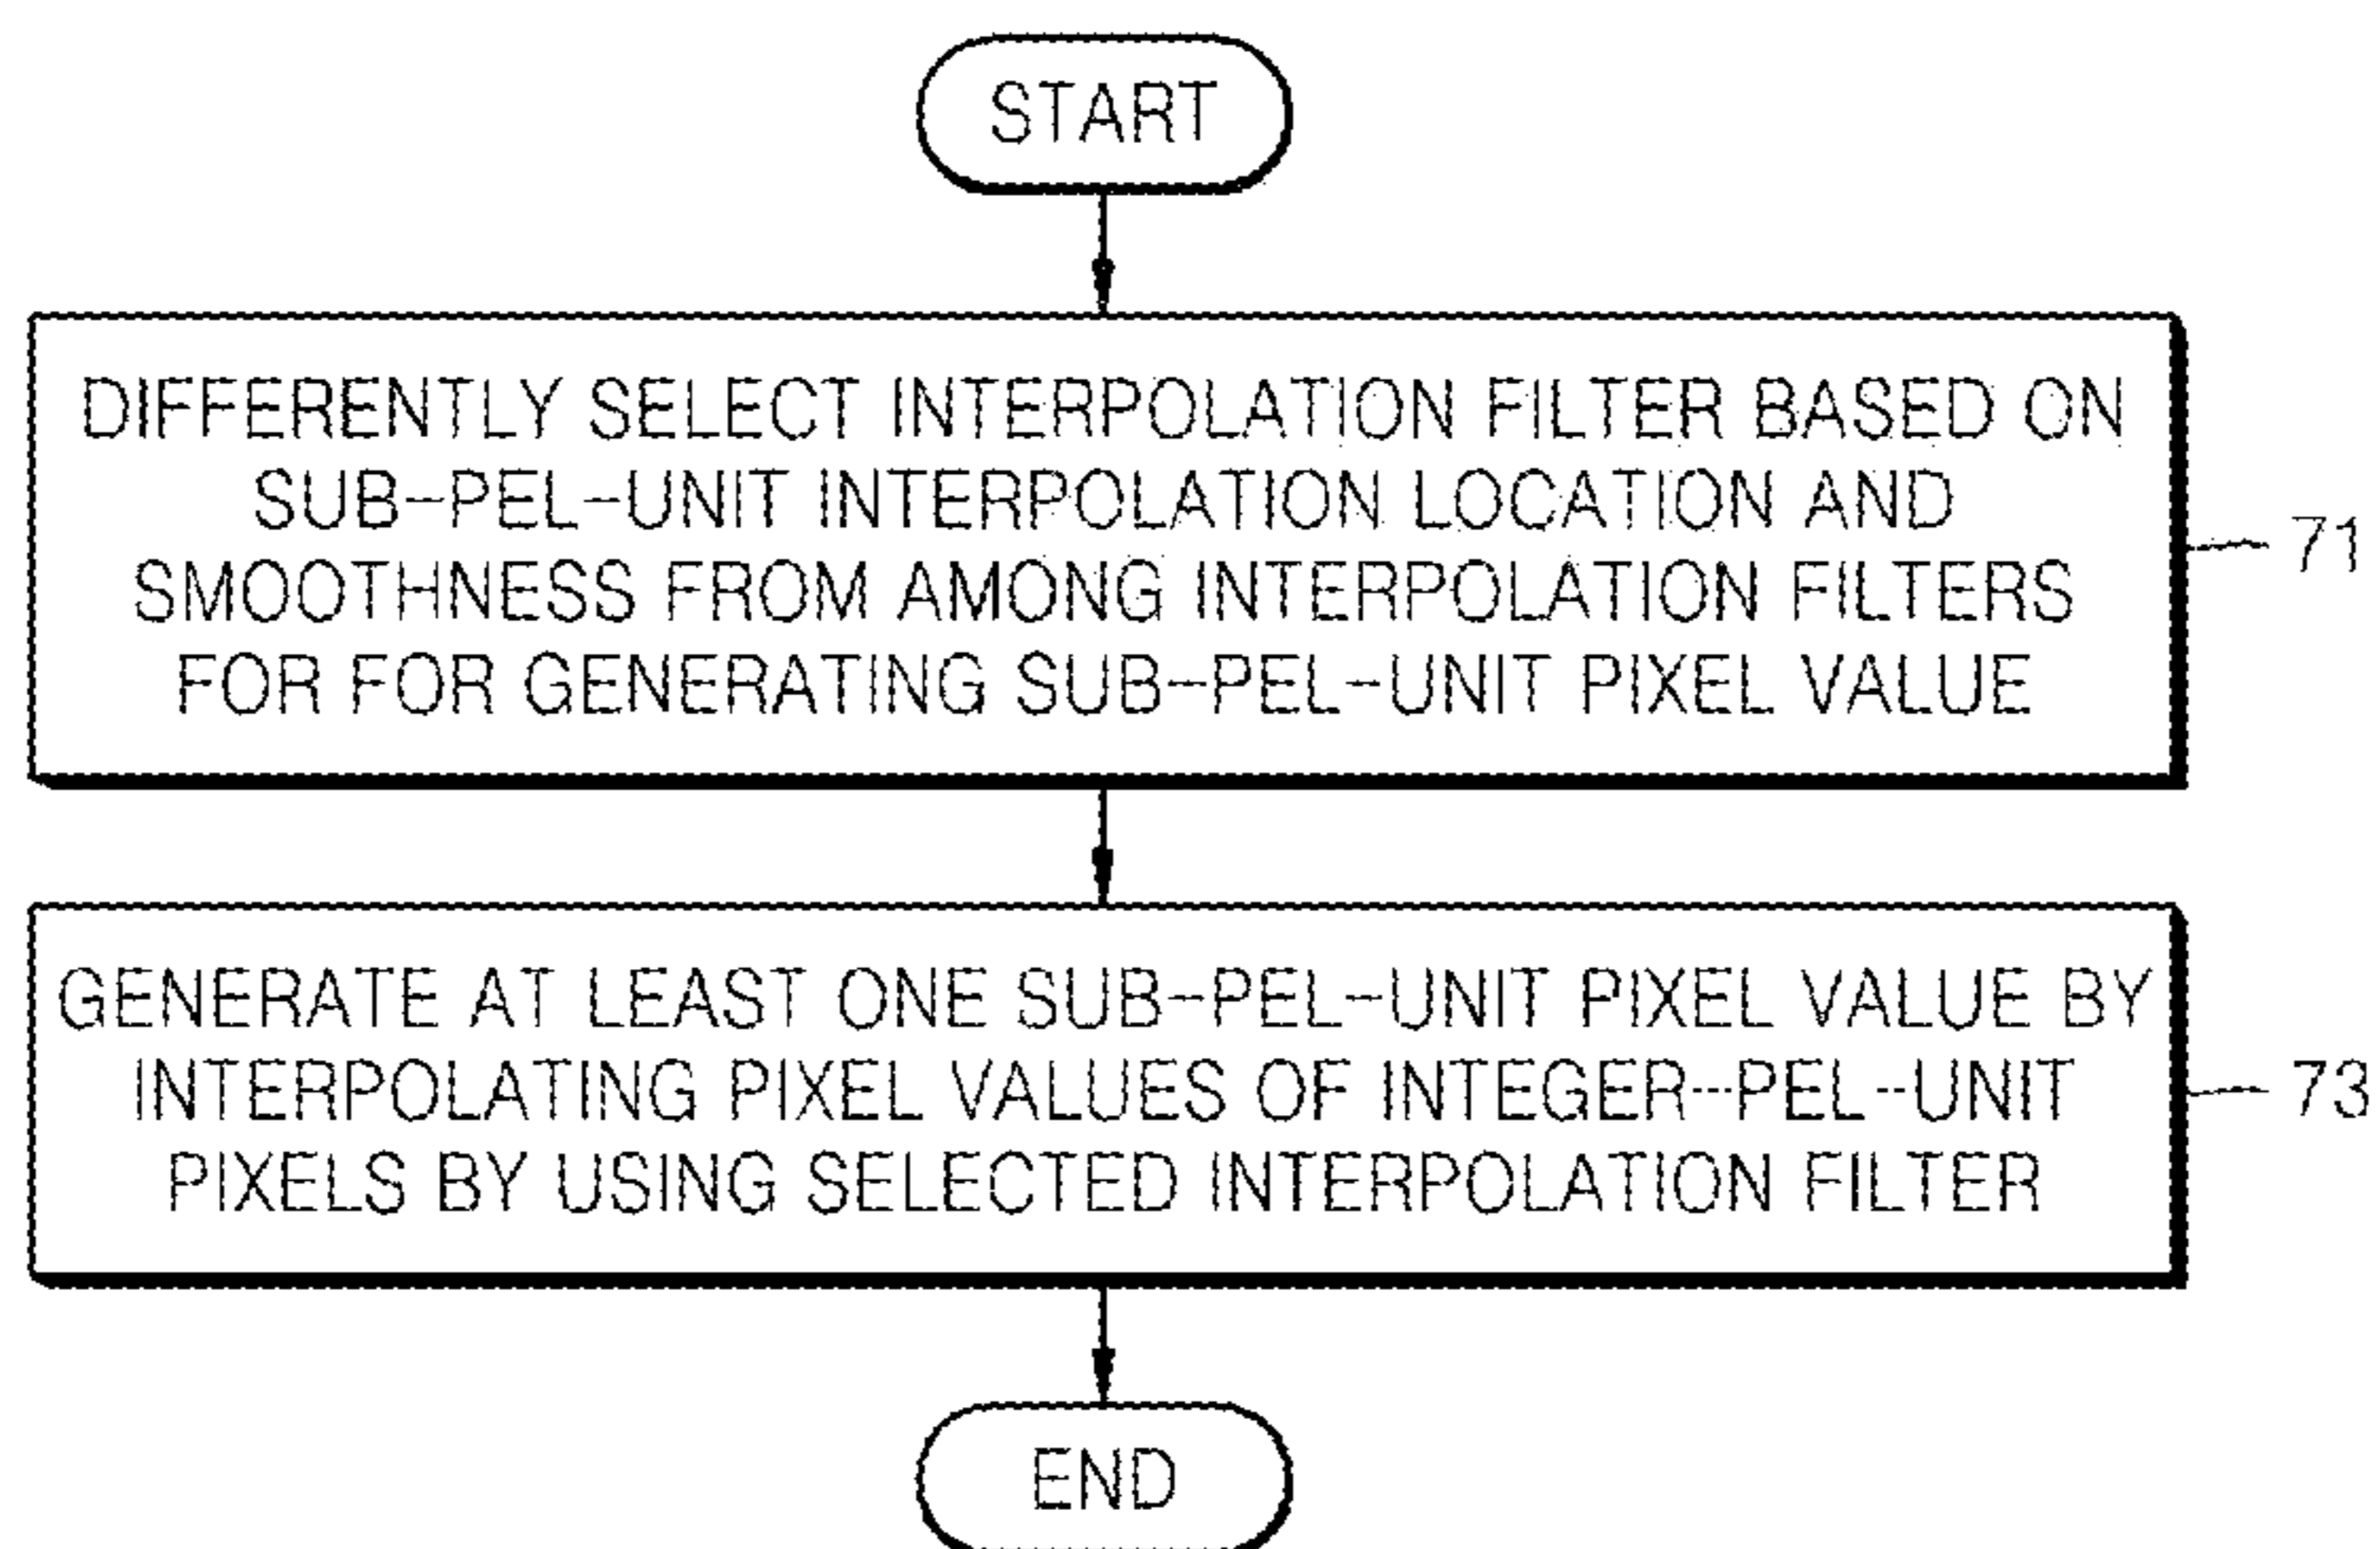 START
DIFFERENTLY SELECT INTERPOLATION FILTER BASED ON
SUB-PEL-UNIT INTERPOLATION LOCATION AND
SMOOTHNESS FROM AMONG INTERPOLATION FILTERS
FOR FOR GENERATING SUB-PEL-UNIT PIXEL VALUE
71
GENERATE AT LEAST ONE SUB-PEL-UNIT PIXEL VALUE BY
INTERPOLATING PIXEL VALUES OF INTEGER-PEL-UNIT
PIXELS BY USING SELECTED INTERPOLATION FILTER
73
END